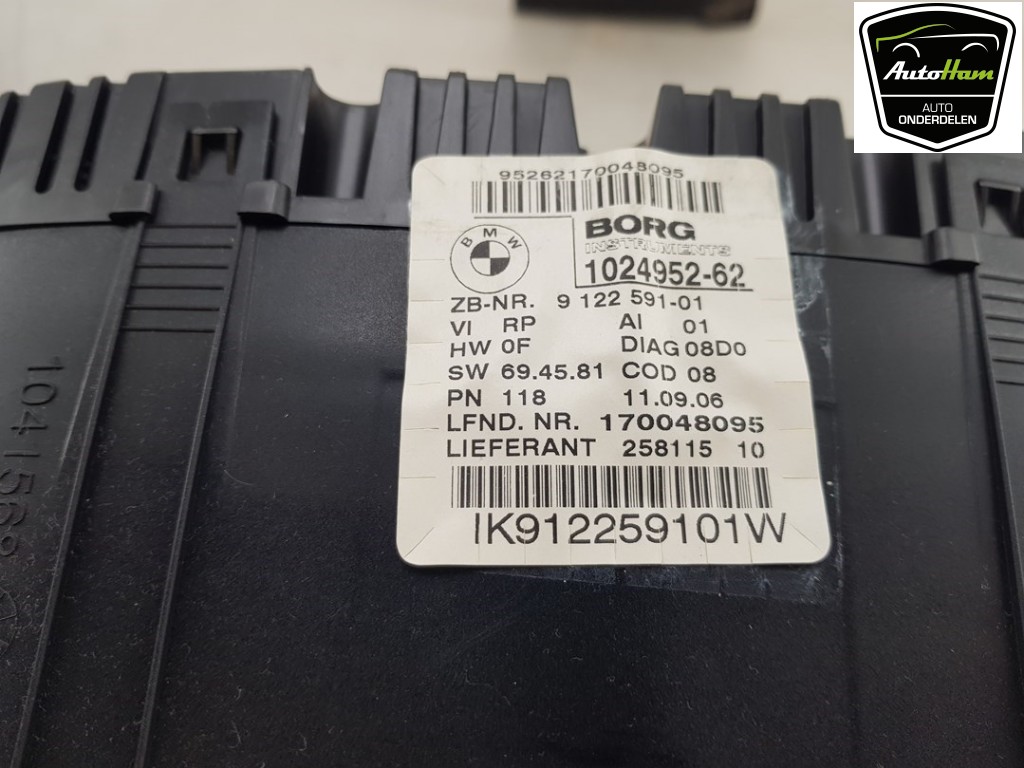 AutoHam
AUTO
ONDERDELEN
95262170048095
BMW
BORG
INSTRUMENTS
1024952-62
ZB-NR. 9 122 591-01
VI RP AI 01
HW 0F DIAG 08D0
SW 69.45.81 COD 08
PN 118 11.09.06
LFND. NR. 170048095
LIEFERANT 258115 10
IK912259101W